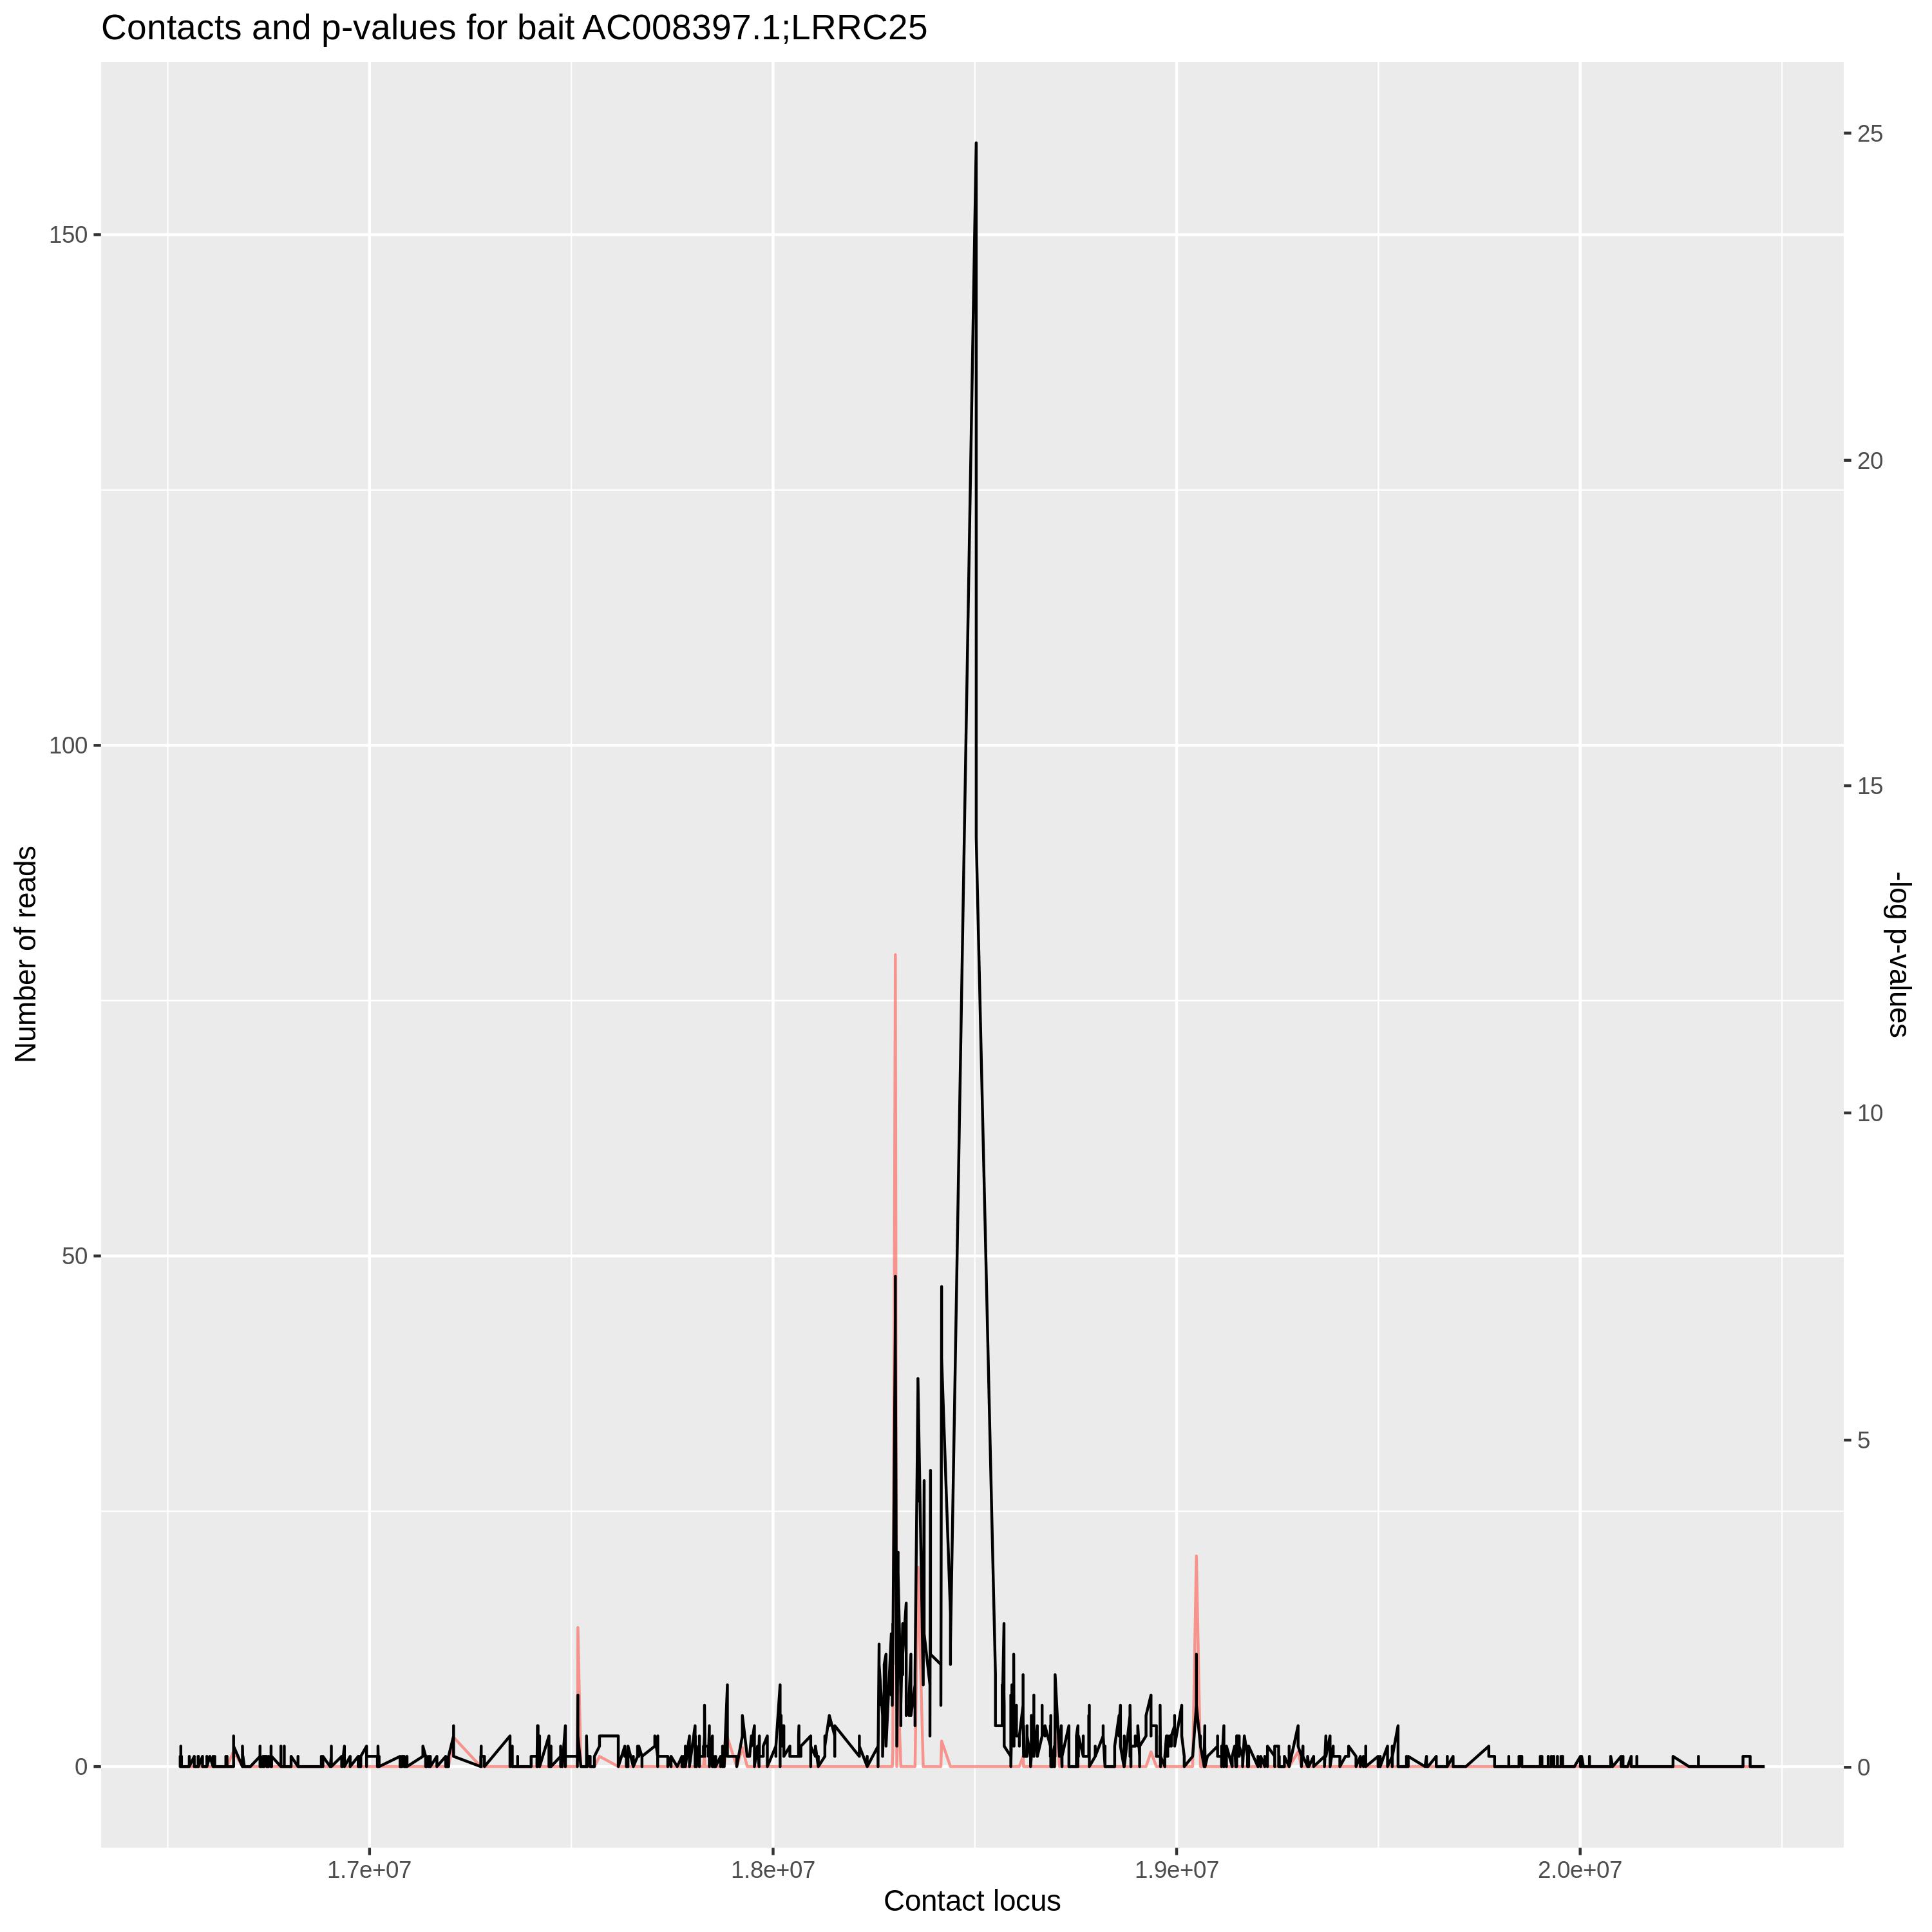 Contacts and p-values for bait AC008397.1;LRRC25
Number of reads
150
100
50
0
25
20
15
10
5
0
-log p-values
1.7e+07
1.8e+07
1.9e+07
2.0e+07
Contact locus